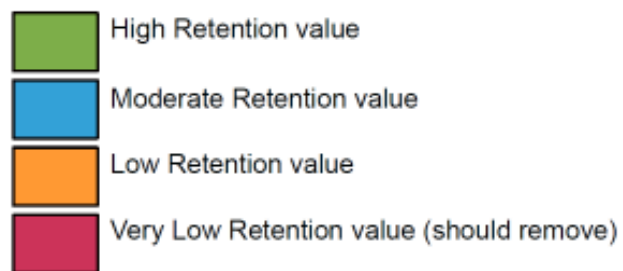 High Retention value
Moderate Retention value
Low Retention value
Very Low Retention value (should remove)